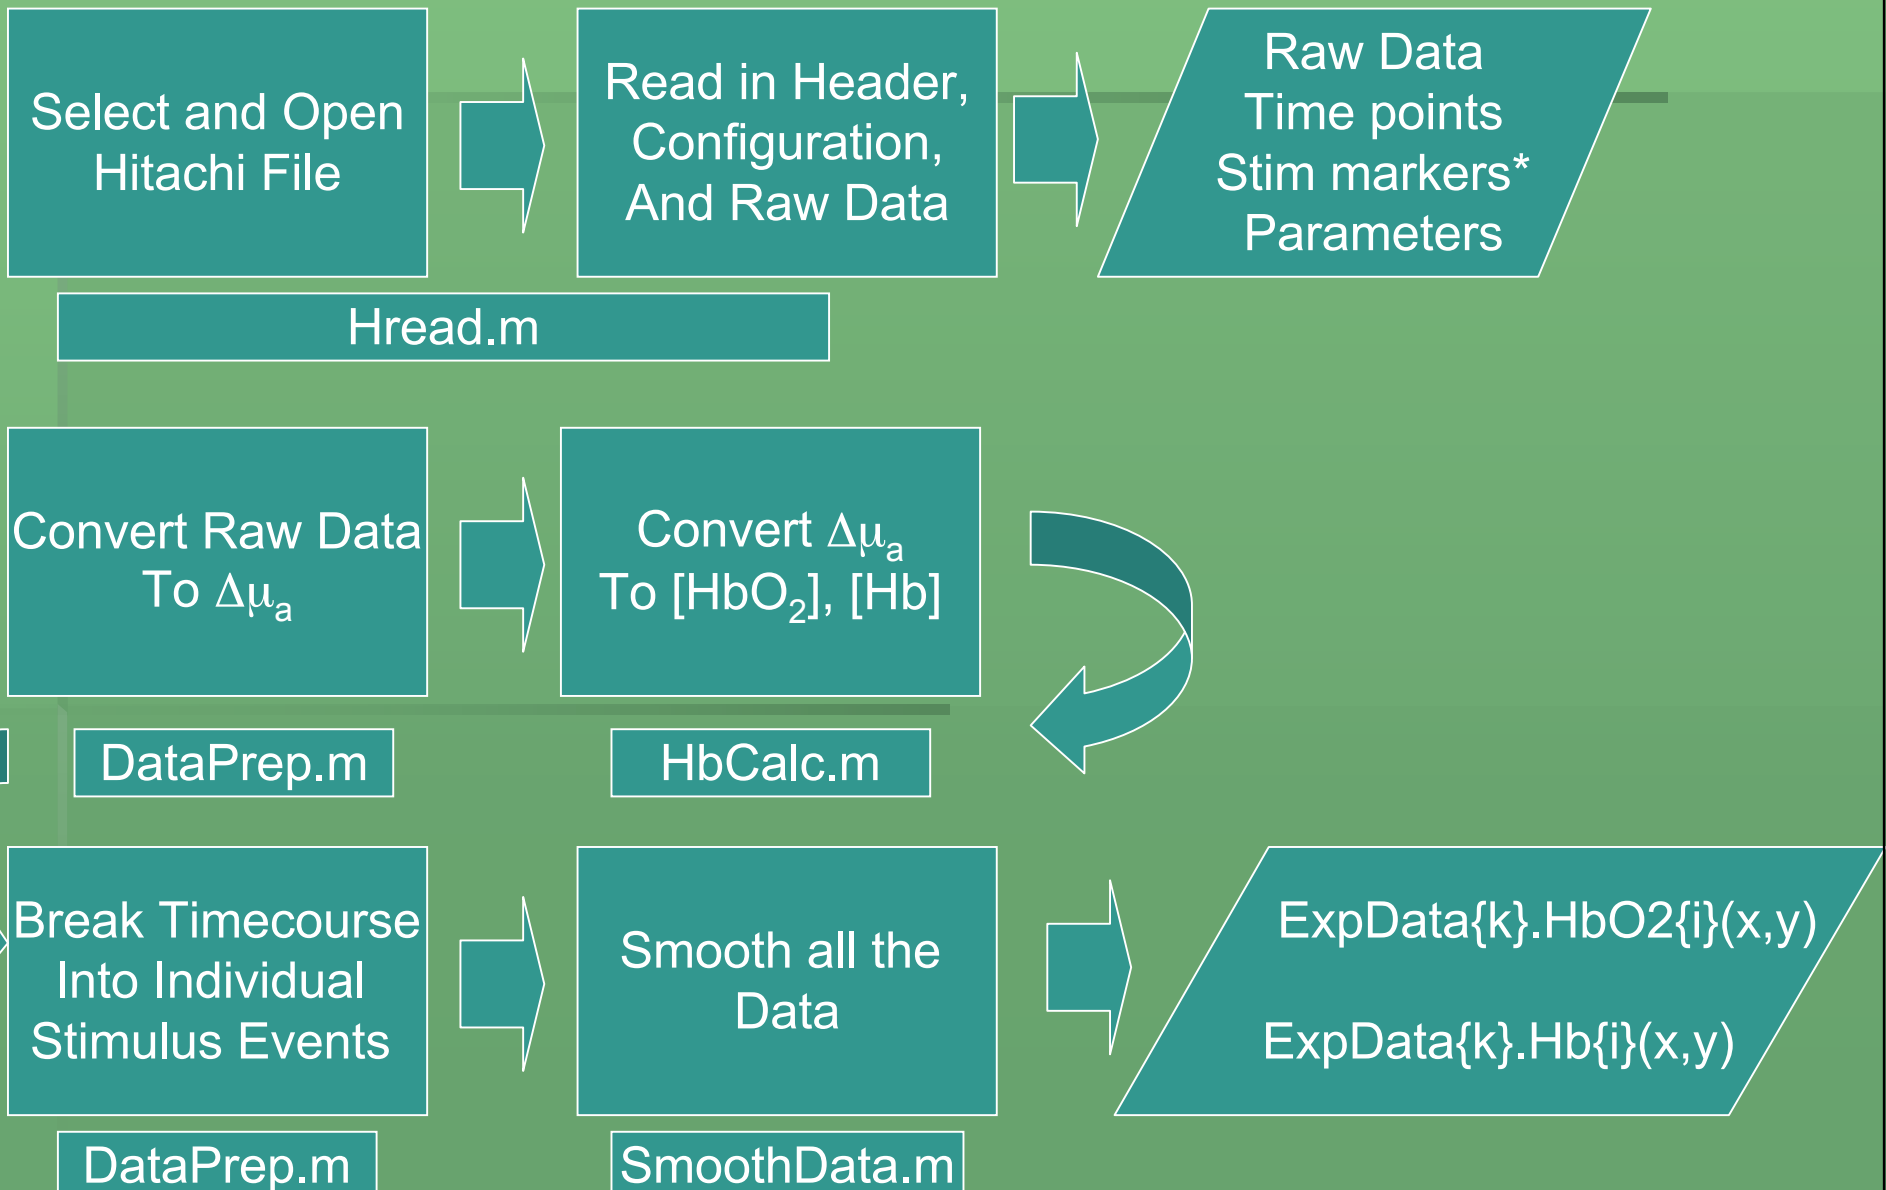 Select and Open
Hitachi File
Read in Header,
Configuration,
And Raw Data
Raw Data
Time points
Stim markers*
Parameters
Hread.m
Convert Raw Data
To Δμₐ
Convert Δμₐ
To [HbO₂], [Hb]
DataPrep.m
HbCalc.m
Break Timecourse
Into Individual
Stimulus Events
Smooth all the
Data
ExpData{k}.HbO2{i}(x,y)
ExpData{k}.Hb{i}(x,y)
DataPrep.m
SmoothData.m